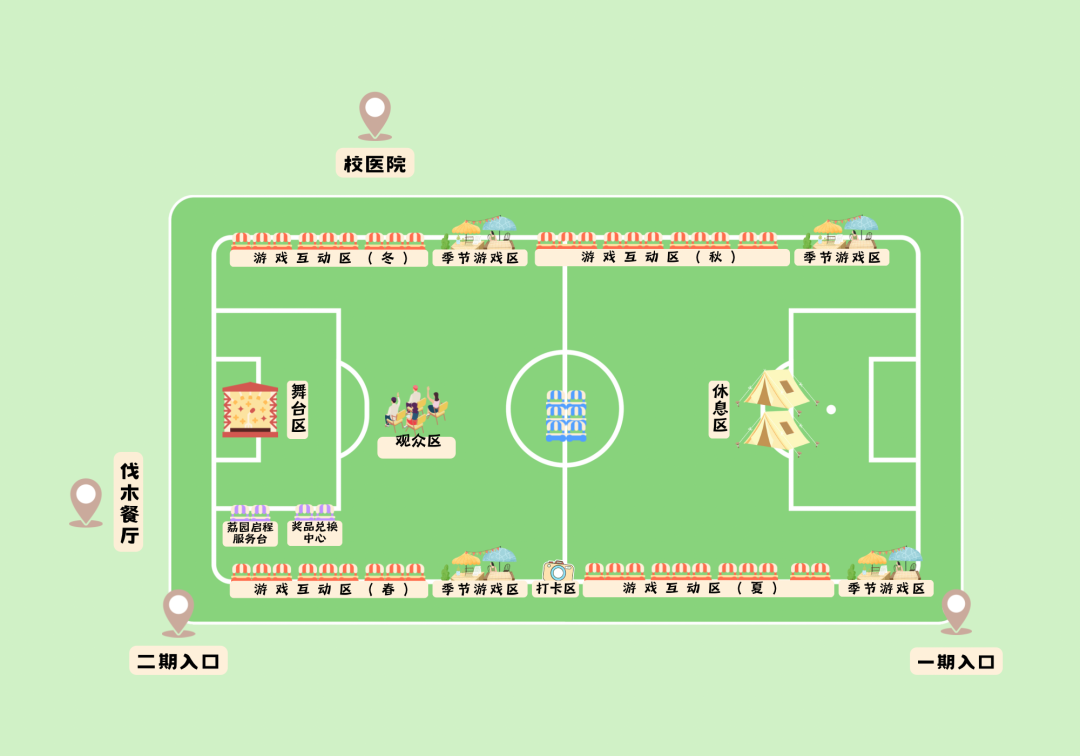 校医院
游戏互动区（冬）
季节游戏区
游戏互动区（秋）
季节游戏区
舞台区
观众区
休息区
伐木餐厅
荔园启程
服务台
奖品兑换
中心
游戏互动区（春）
季节游戏区
打卡区
游戏互动区（夏）
季节游戏区
二期入口
一期入口